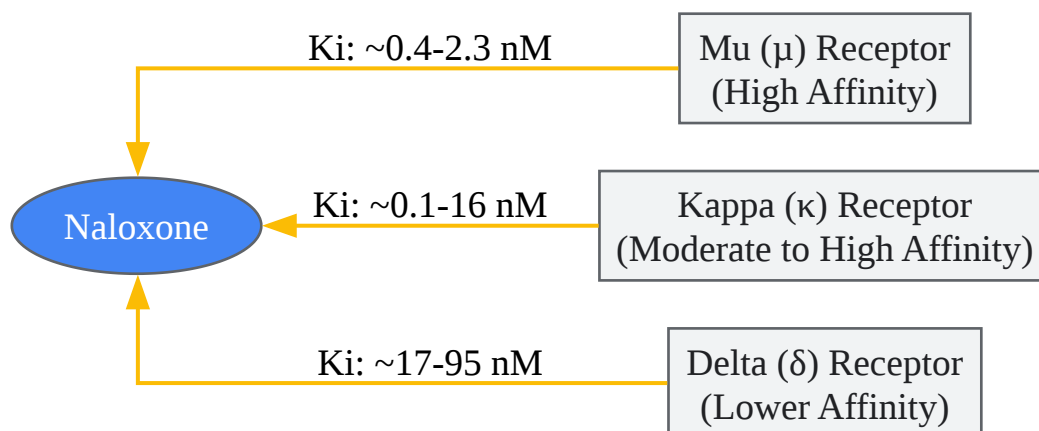 Ki: ~0.4-2.3 nM
Mu (μ) Receptor
(High Affinity)
Naloxone
Ki: ~0.1-16 nM
Kappa (κ) Receptor
(Moderate to High Affinity)
Ki: ~17-95 nM
Delta (δ) Receptor
(Lower Affinity)